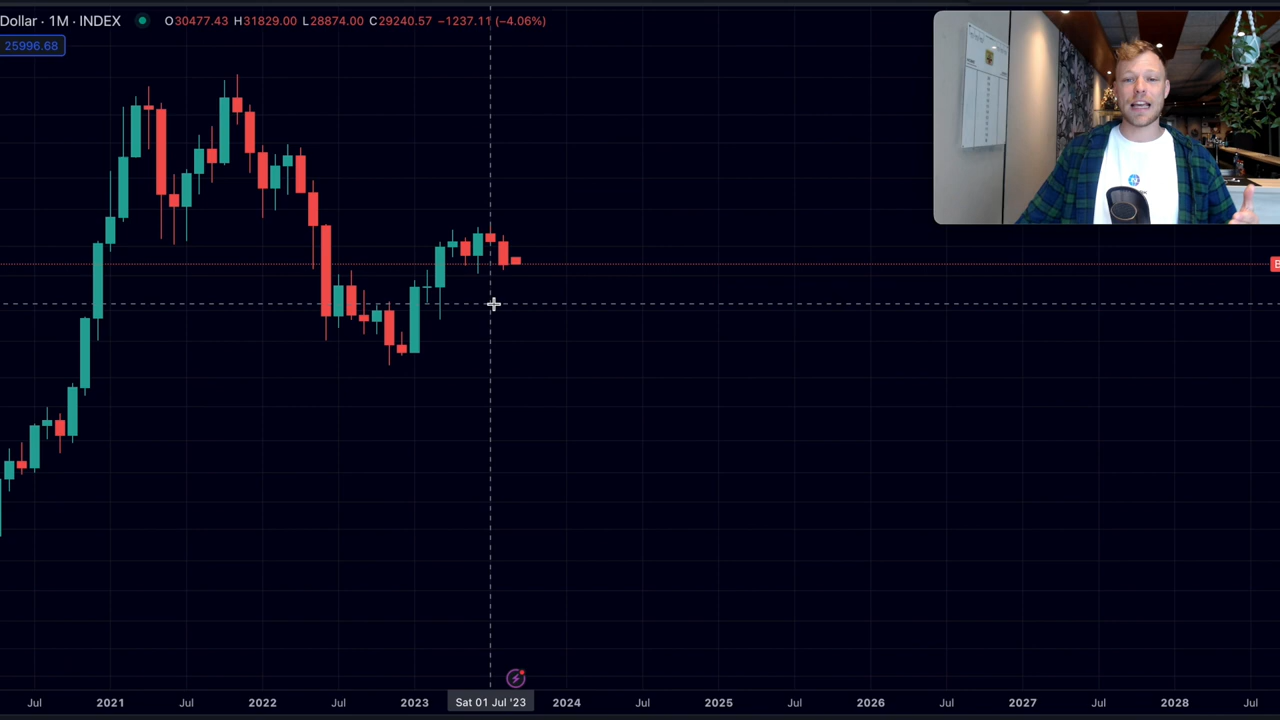 Dollar · 1M · INDEX O30477.43 H31829.00 L28874.00 C29240.57 −1237.11 (−4.06%)
25996.68
B
Jul 2021 Jul 2022 Jul 2023 Sat 01 Jul '23 2024 Jul 2025 Jul 2026 Jul 2027 Jul 2028 Jul